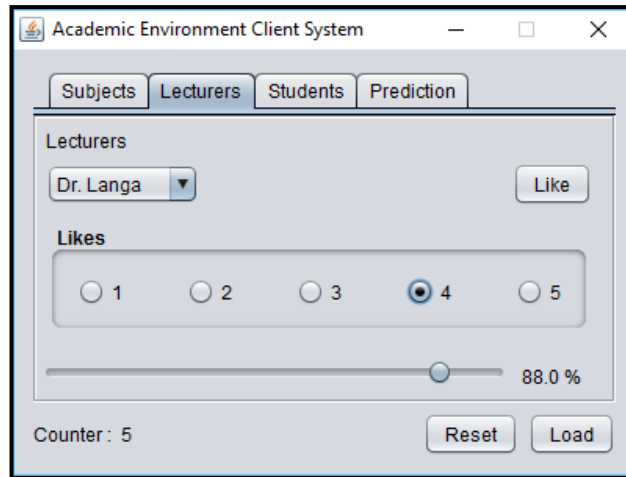 Academic Environment Client System
Subjects Lecturers Students Prediction
Lecturers
Dr. Langa Like
Likes
1 2 3 4 5
88.0 %
Counter : 5 Reset Load